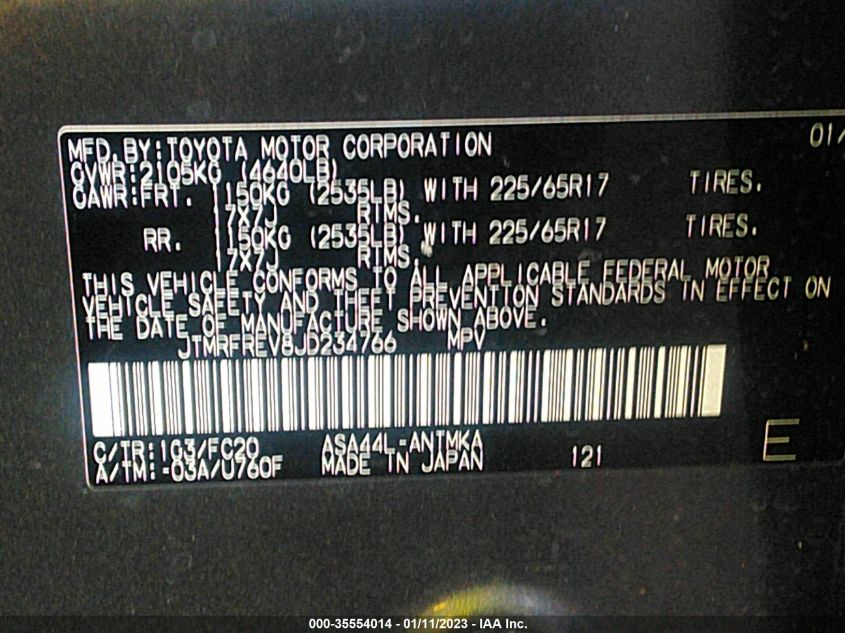 MFD. BY: TOYOTA MOTOR CORPORATION 01/
GVWR: 2105KG (4640LB)
GAWR: FRT. 1150KG (2535LB) WITH 225/65R17 TIRES.
17X7J RIMS.
RR. 1150KG (2535LB) WITH 225/65R17 TIRES.
17X7J RIMS.
THIS VEHICLE CONFORMS TO ALL APPLICABLE FEDERAL MOTOR
VEHICLE SAFETY AND THEFT PREVENTION STANDARDS IN EFFECT ON
THE DATE OF MANUFACTURE SHOWN ABOVE.
JTMRFREV8JD234766 MPV
C/TR: 1G3/FC20 ASA44L-ANTMKA
A/TM: -03A/U760F MADE IN JAPAN 121 E
000-35554014 - 01/11/2023 - IAA Inc.